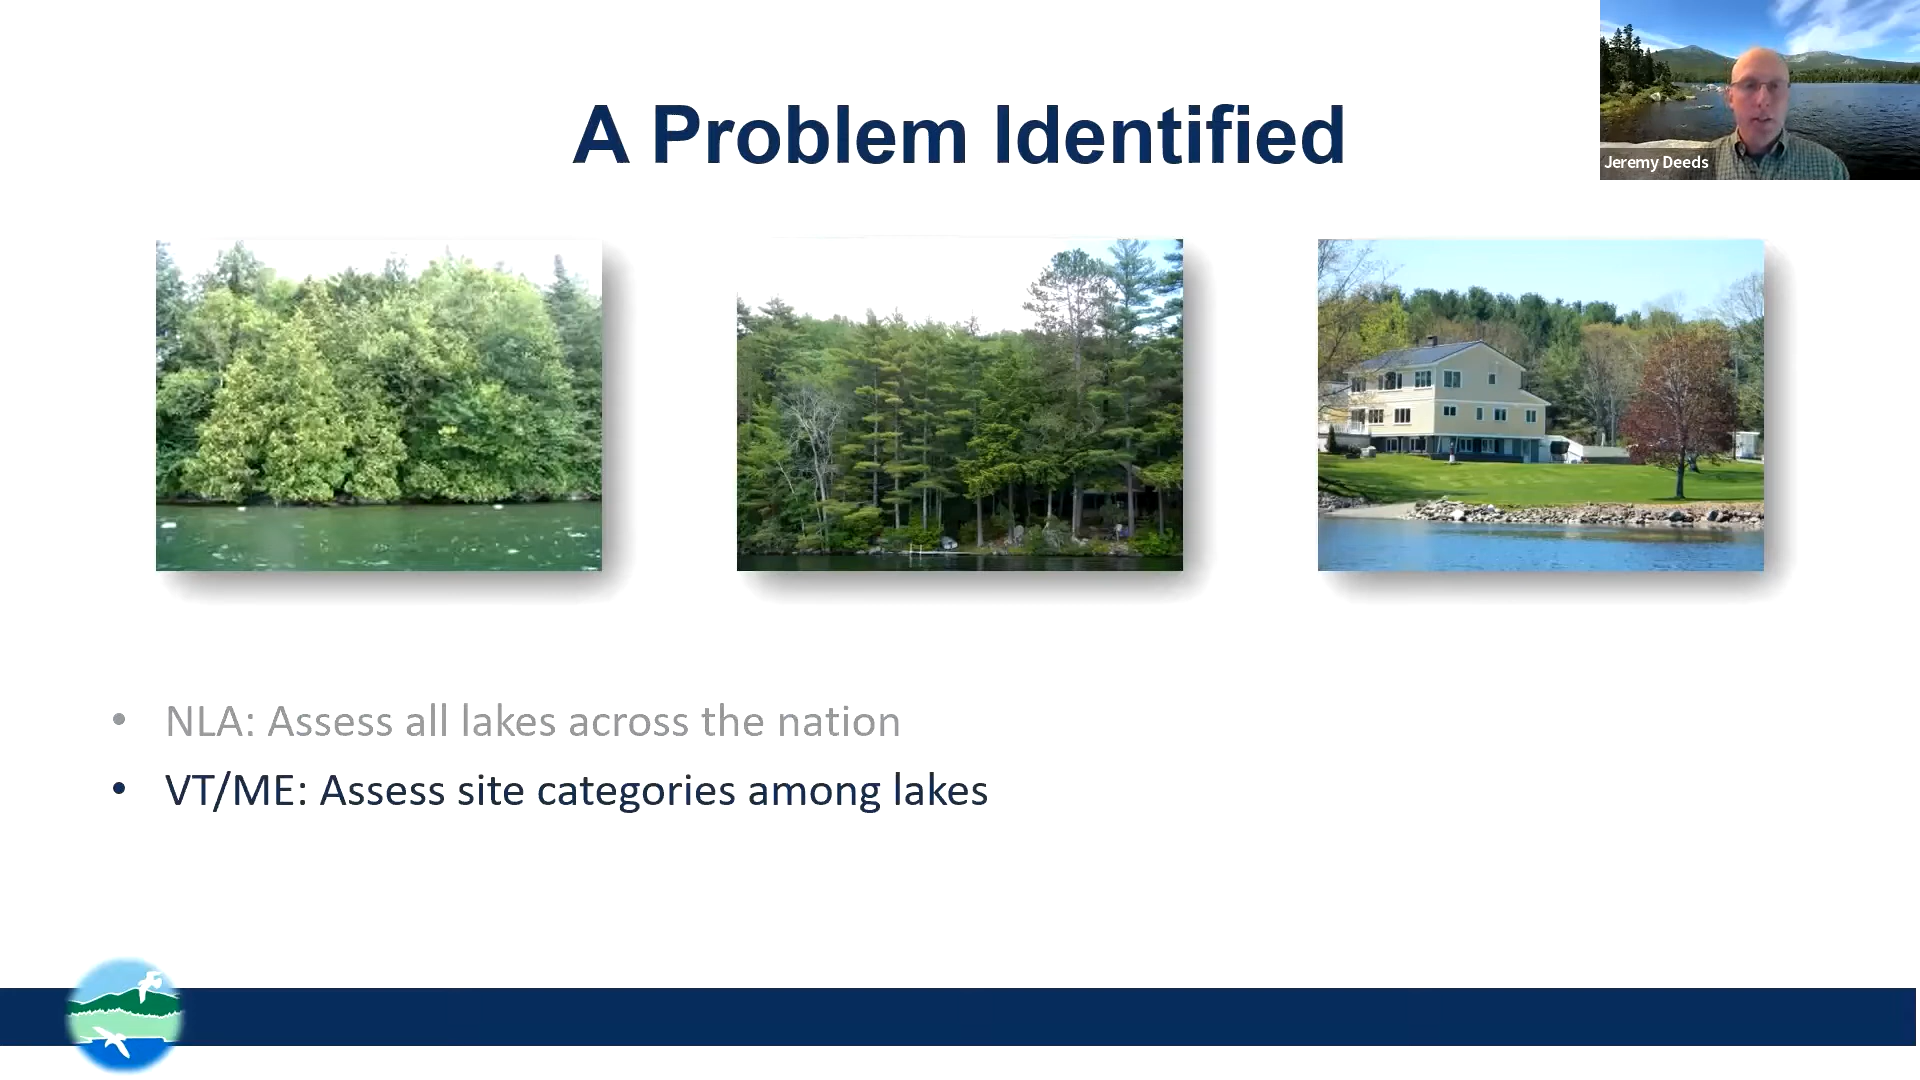 A Problem Identified
Jeremy Deeds
• NLA: Assess all lakes across the nation
• VT/ME: Assess site categories among lakes